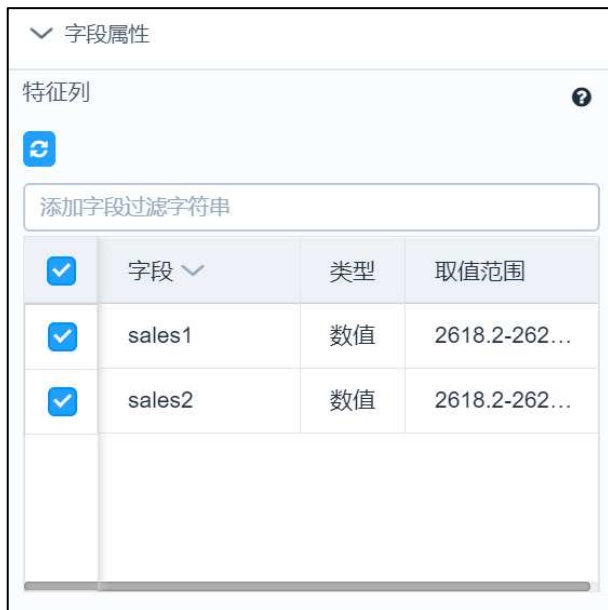 字段属性
特征列
添加字段过滤字符串
字段 类型 取值范围
sales1 数值 2618.2-262...
sales2 数值 2618.2-262...